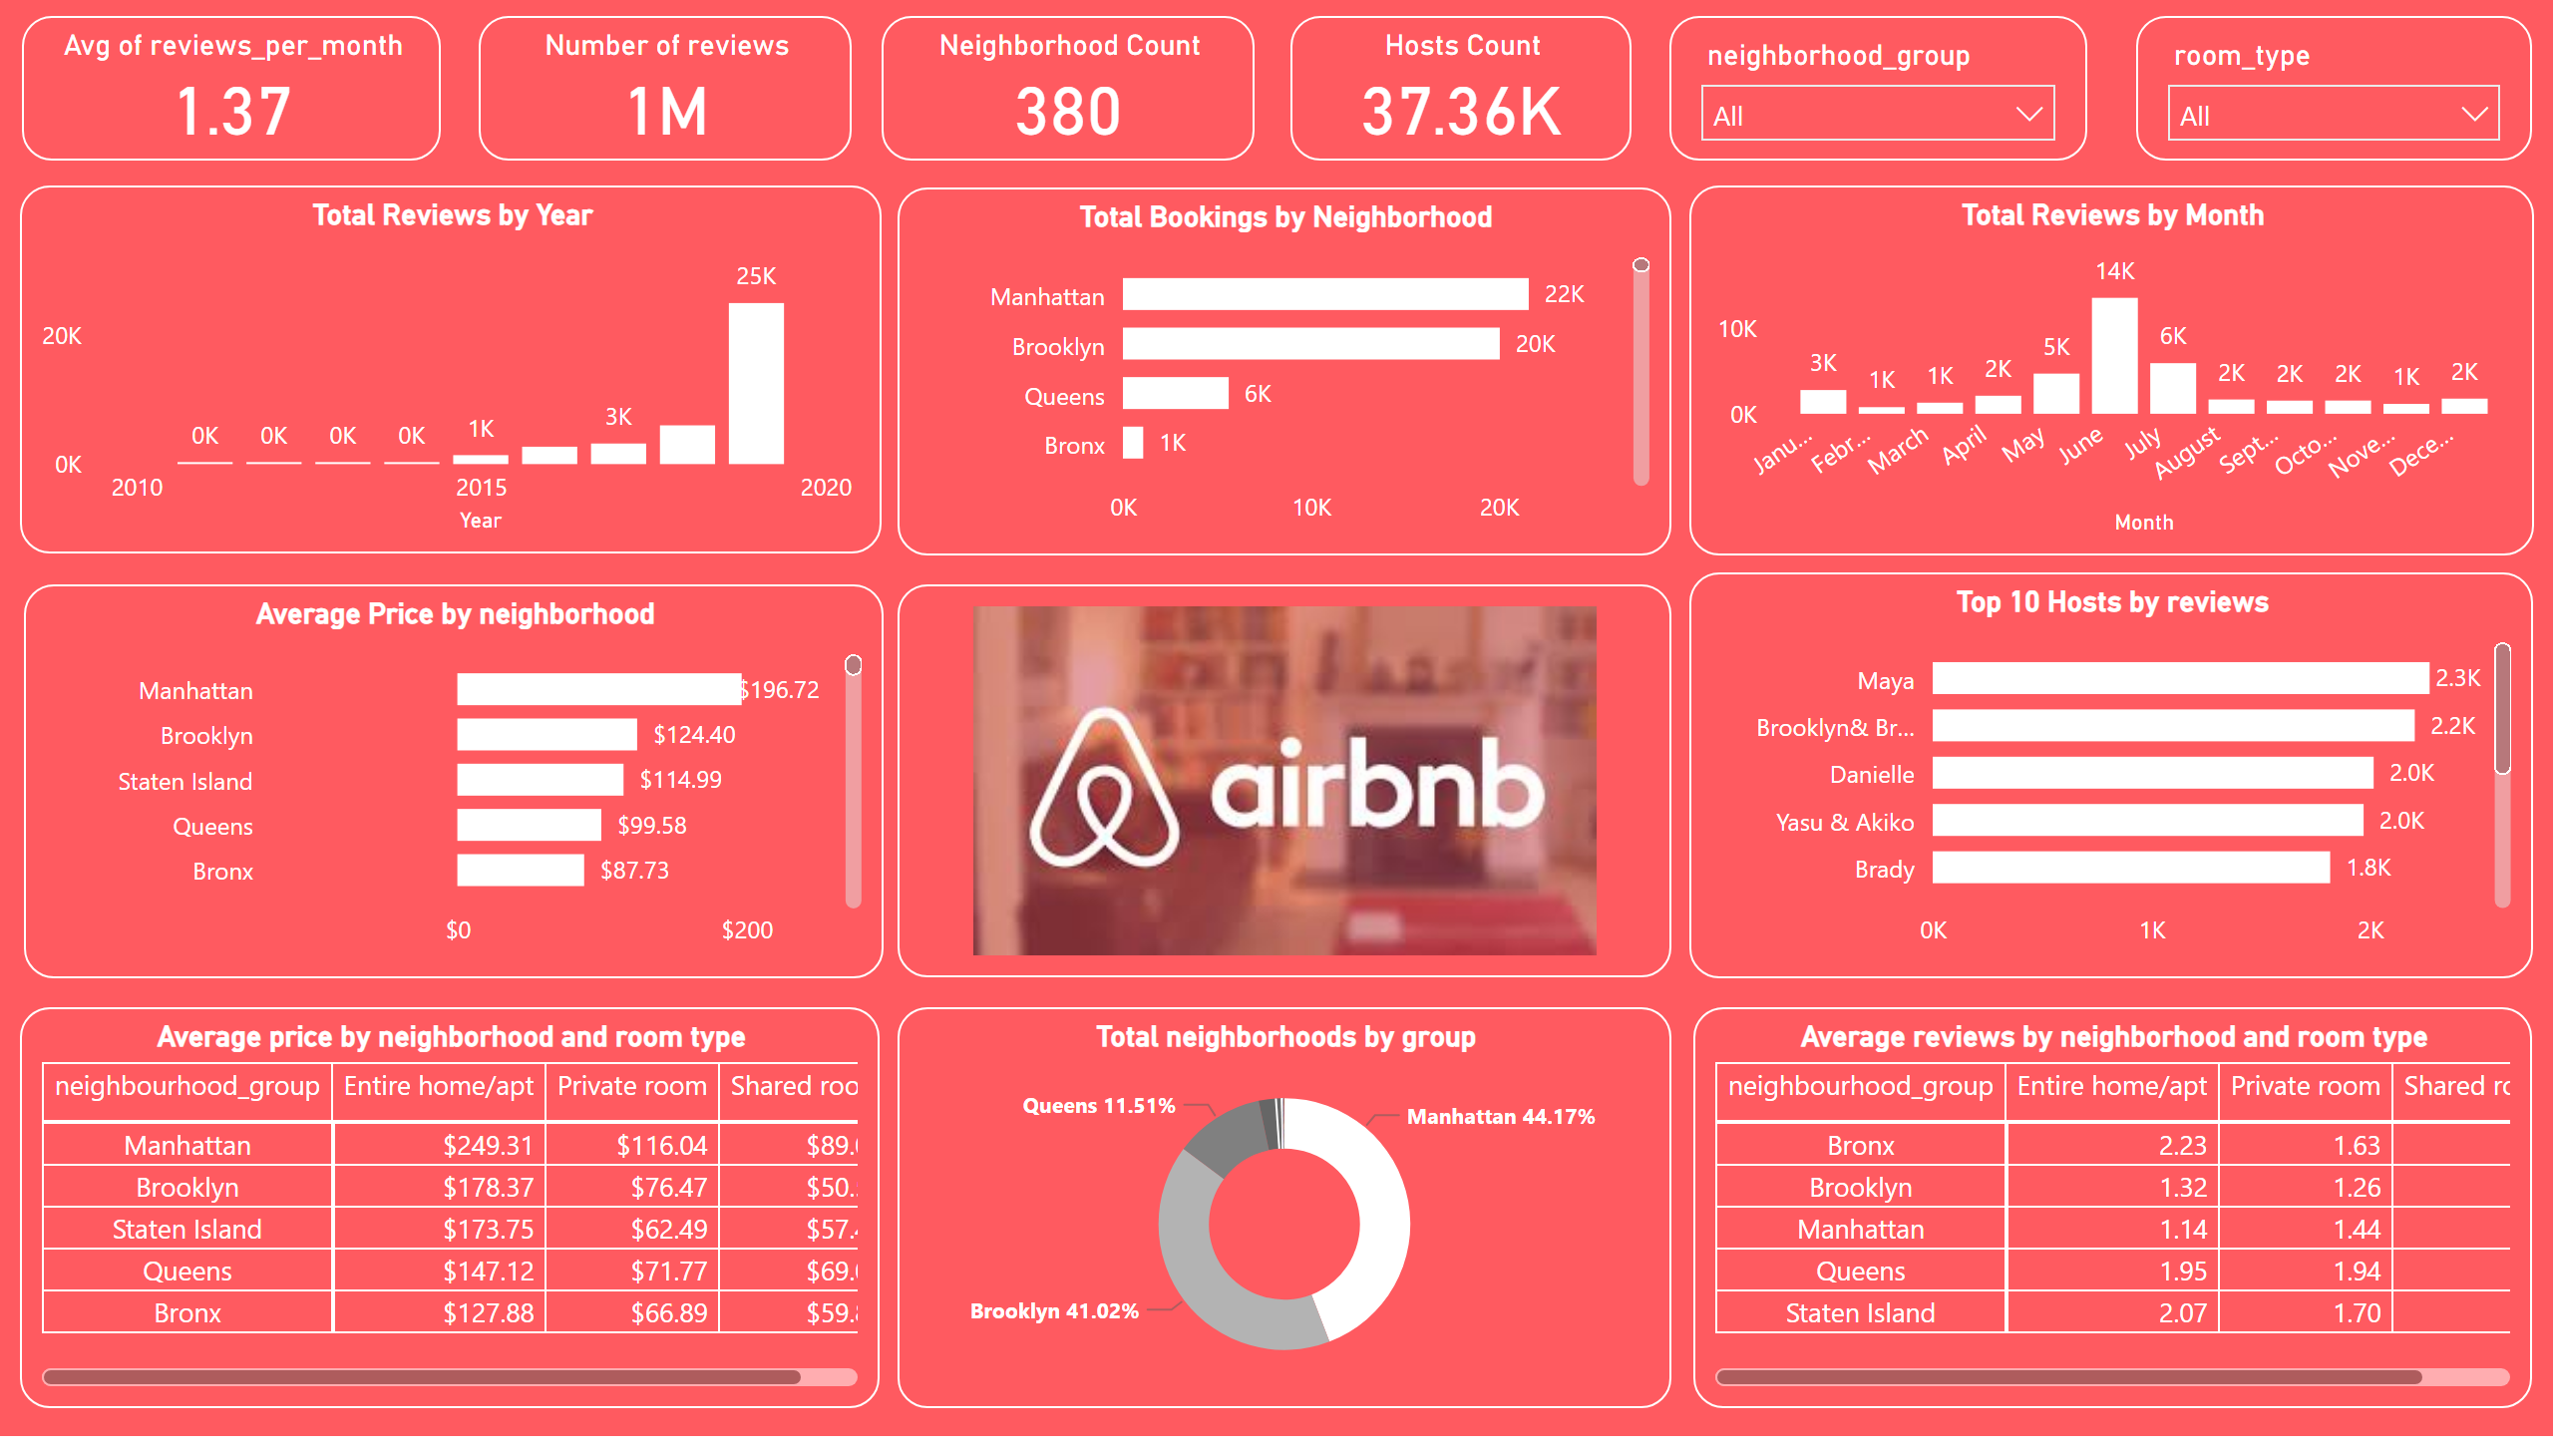 Avg of reviews_per_month
1.37
Number of reviews
1M
Neighborhood Count
380
Hosts Count
37.36K
neighborhood_group
All
room_type
All
Total Reviews by Year
25K
20K
0K 0K 0K 0K 1K 3K
0K
2010 2015 2020
Year
Total Bookings by Neighborhood
Manhattan 22K
Brooklyn 20K
Queens 6K
Bronx 1K
0K 10K 20K
Total Reviews by Month
14K
10K
3K 1K 1K 2K 5K 6K 2K 2K 2K 1K 2K
0K
Janu... Febr... March April May June July August Sept... Octo... Nove... Dece...
Month
Average Price by neighborhood
Manhattan $196.72
Brooklyn $124.40
Staten Island $114.99
Queens $99.58
Bronx $87.73
$0 $200
airbnb
Top 10 Hosts by reviews
Maya 2.3K
Brooklyn& Br... 2.2K
Danielle 2.0K
Yasu & Akiko 2.0K
Brady 1.8K
0K 1K 2K
Average price by neighborhood and room type
neighbourhood_group Entire home/apt Private room Shared roo
Manhattan $249.31 $116.04 $89.
Brooklyn $178.37 $76.47 $50.
Staten Island $173.75 $62.49 $57.
Queens $147.12 $71.77 $69.
Bronx $127.88 $66.89 $59.
Total neighborhoods by group
Queens 11.51%
Manhattan 44.17%
Brooklyn 41.02%
Average reviews by neighborhood and room type
neighbourhood_group Entire home/apt Private room Shared ro
Bronx 2.23 1.63
Brooklyn 1.32 1.26
Manhattan 1.14 1.44
Queens 1.95 1.94
Staten Island 2.07 1.70